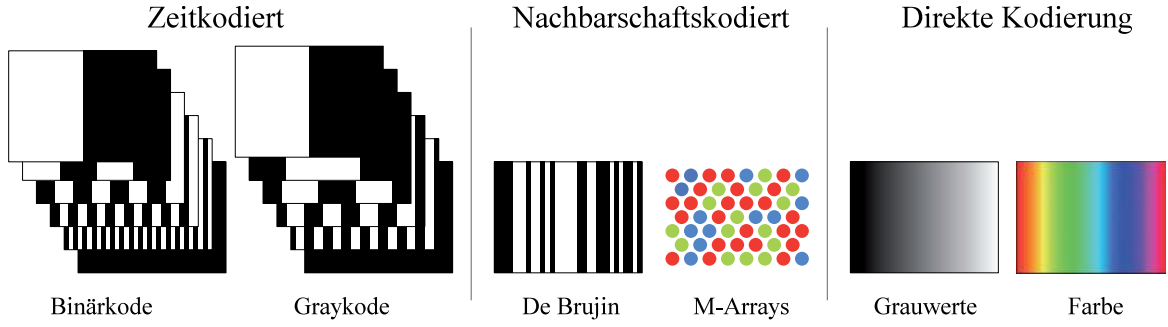 Zeitkodiert
Nachbarschaftskodiert
Direkte Kodierung
Binärkode
Graykode
De Brujin
M-Arrays
Grauwerte
Farbe